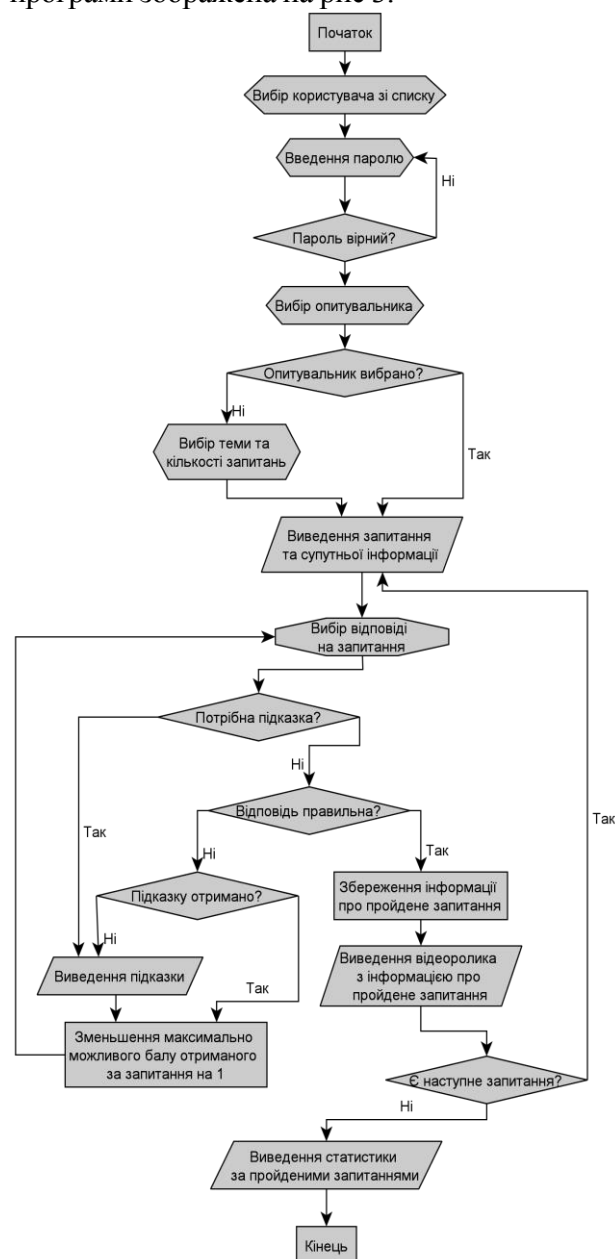 програми зображена на рис 3.
Початок
Вибір користувача зі списку
Введення паролю
Ні
Пароль вірний?
Вибір опитувальника
Опитувальник вибрано?
Ні
Вибір теми та
кількості запитань
Так
Виведення запитання
та супутньої інформації
Вибір відповіді
на запитання
Потрібна підказка?
Ні
Відповідь правильна?
Так
Так
Ні
Так
Підказку отримано?
Збереження інформації
про пройдене запитання
Ні
Виведення підказки
Так
Виведення відеоролика
з інформацією про
пройдене запитання
Зменьшення максимально
можливого балу отриманого
за запитання на 1
Є наступне запитання?
Ні
Виведення статистики
за пройденими запитаннями
Кінець